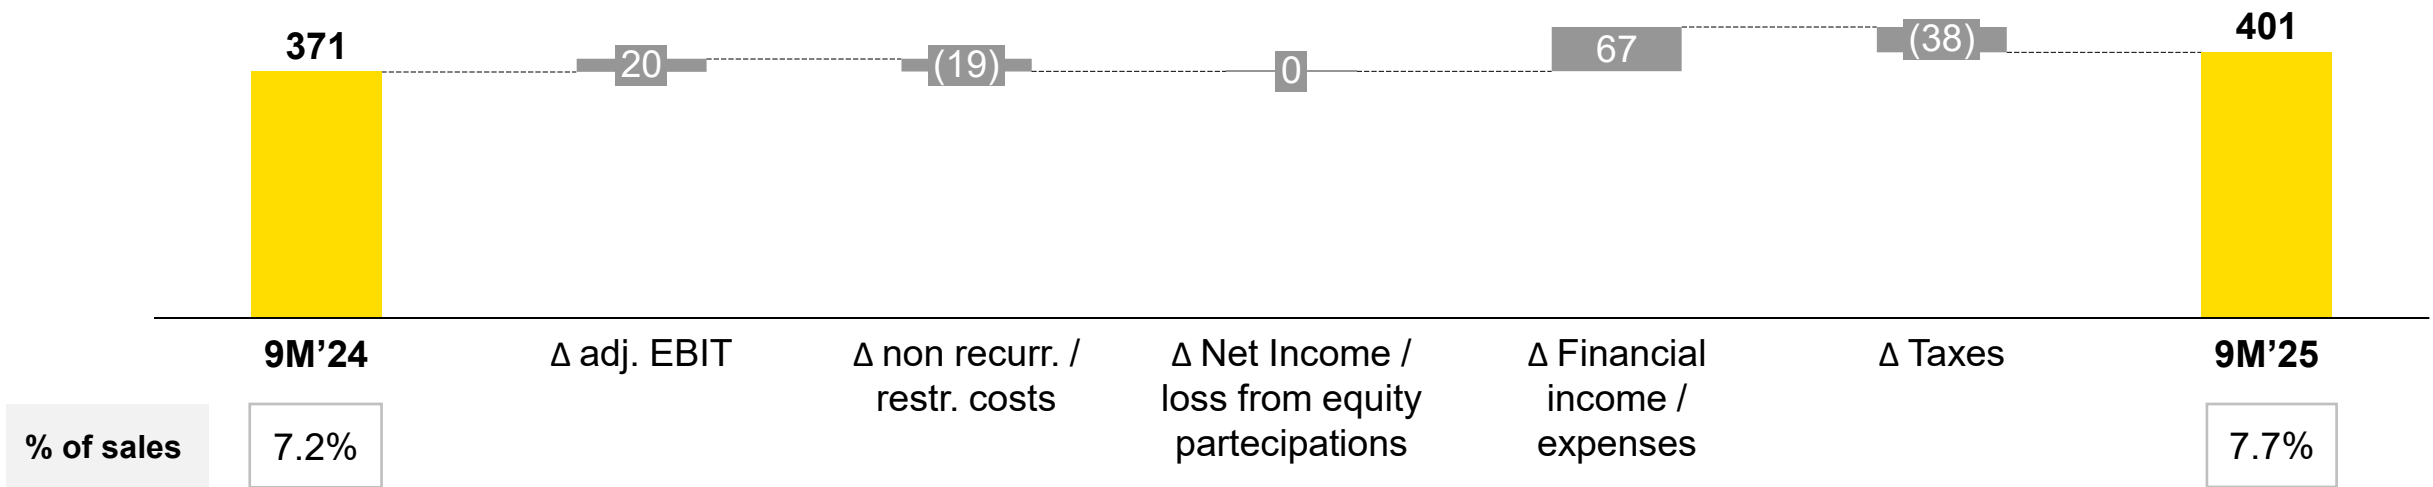 371
20
(19)
0
67
(38)
401
9M’24
Δ adj. EBIT
Δ non recurr. /
restr. costs
Δ Net Income /
loss from equity
partecipations
Δ Financial
income /
expenses
Δ Taxes
9M’25
% of sales
7.2%
7.7%